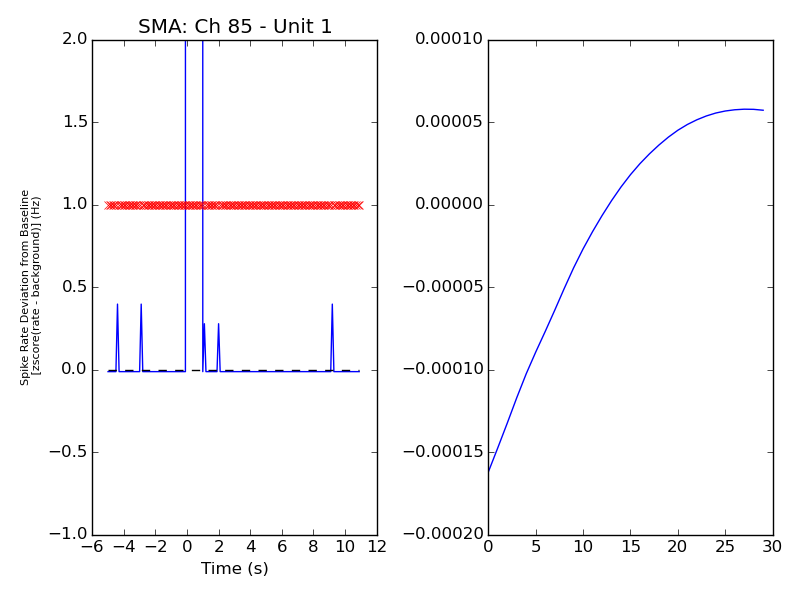 SMA: Ch 85 - Unit 1
2.0
1.5
1.0
0.5
0.0
−0.5
−1.0
−6 −4 −2 0 2 4 6 8 10 12
Time (s)
Spike Rate Deviation from Baseline
[zscore(rate - background)] (Hz)
0.00010
0.00005
0.00000
−0.00005
−0.00010
−0.00015
−0.00020
0 5 10 15 20 25 30